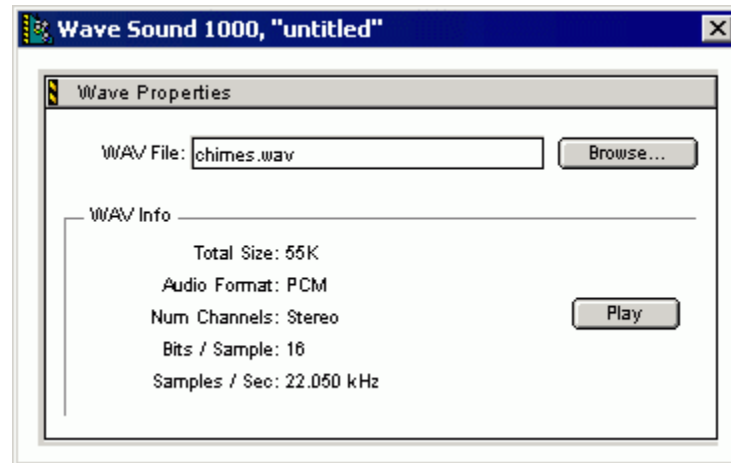 Wave Sound 1000, "untitled"
Wave Properties
WAV File: chimes.wav Browse...
WAV Info
Total Size: 55K
Audio Format: PCM
Num Channels: Stereo Play
Bits / Sample: 16
Samples / Sec: 22.050 kHz